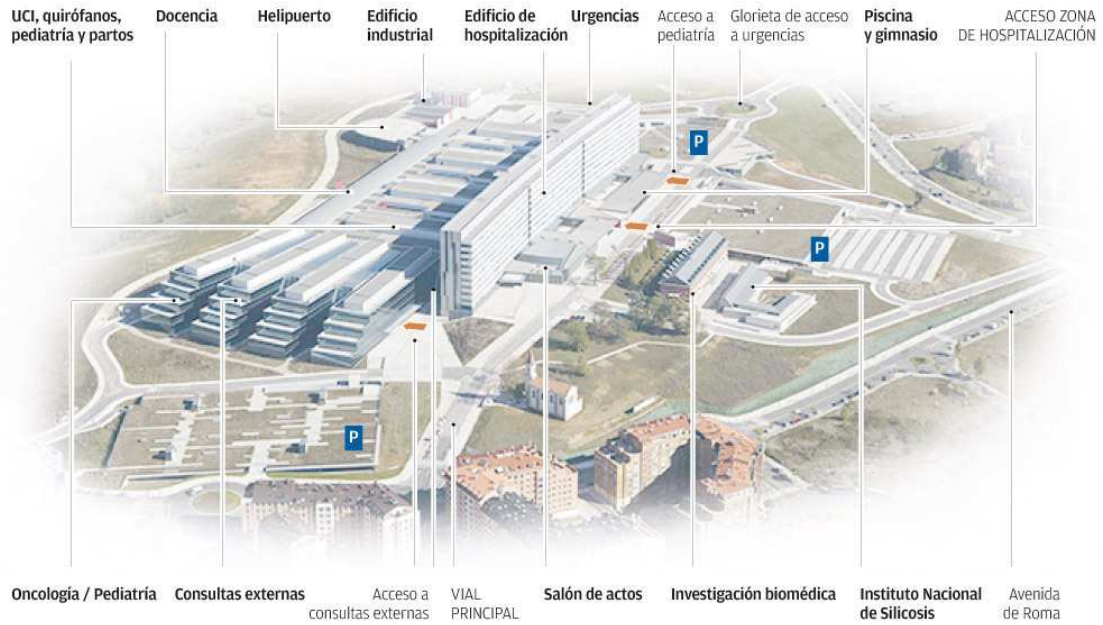 UCI, quirófanos,
pediatría y partos
Docencia
Helipuerto
Edificio
industrial
Edificio de
hospitalización
Urgencias
Acceso a
pediatría
Glorieta de acceso
a urgencias
Piscina
y gimnasio
ACCESO ZONA
DE HOSPITALIZACIÓN
P
P
P
Oncología / Pediatría
Consultas externas
Acceso a
consultas externas
VIAL
PRINCIPAL
Salón de actos
Investigación biomédica
Instituto Nacional
de Silicosis
Avenida
de Roma